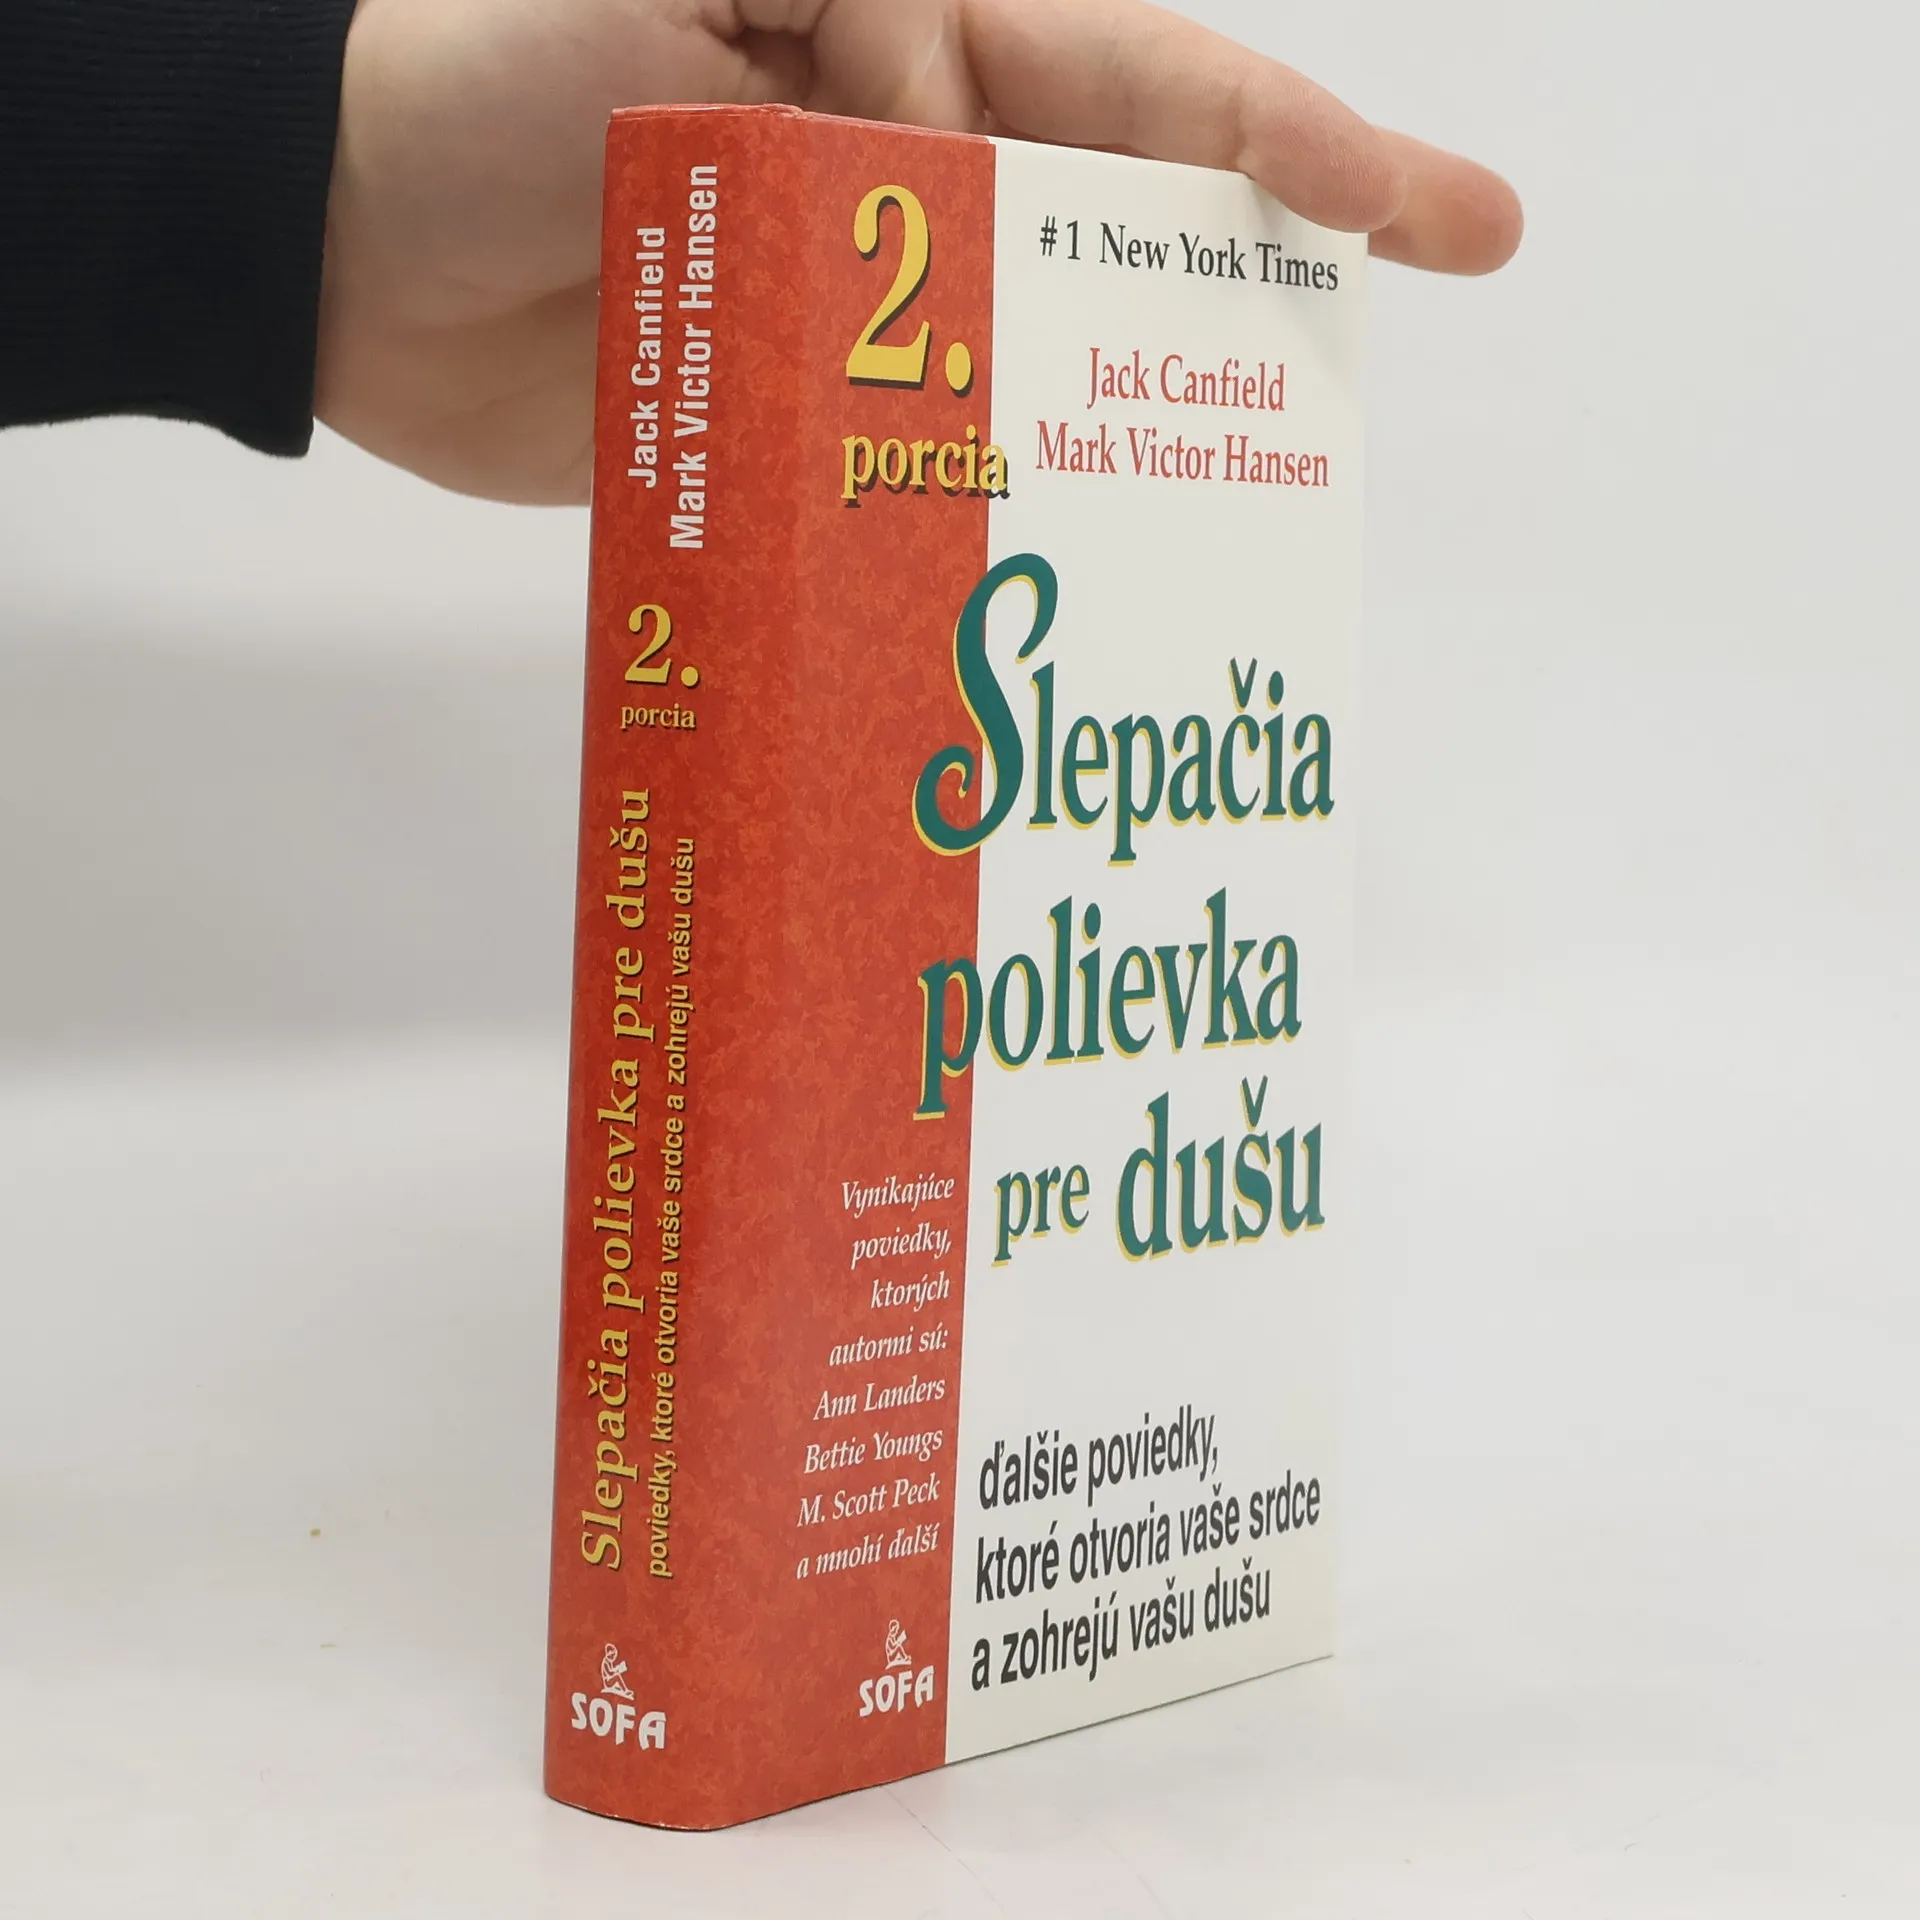 Jack Canfield
Mark Victor Hansen
2.
porcia
Slepačia polievka pre dušu
poviedky, ktoré otvoria vaše srdce a zohrejú vašu dušu
SOFA
2.
porcia
#1 New York Times
Jack Canfield
Mark Victor Hansen
Slepačia
polievka
pre dušu
Vynikajúce
poviedky,
ktorých
autormi sú:
Ann Landers
Bettie Youngs
M. Scott Peck
a mnohí ďalší
ďalšie poviedky,
ktoré otvoria vaše srdce
a zohrejú vašu dušu
SOFA